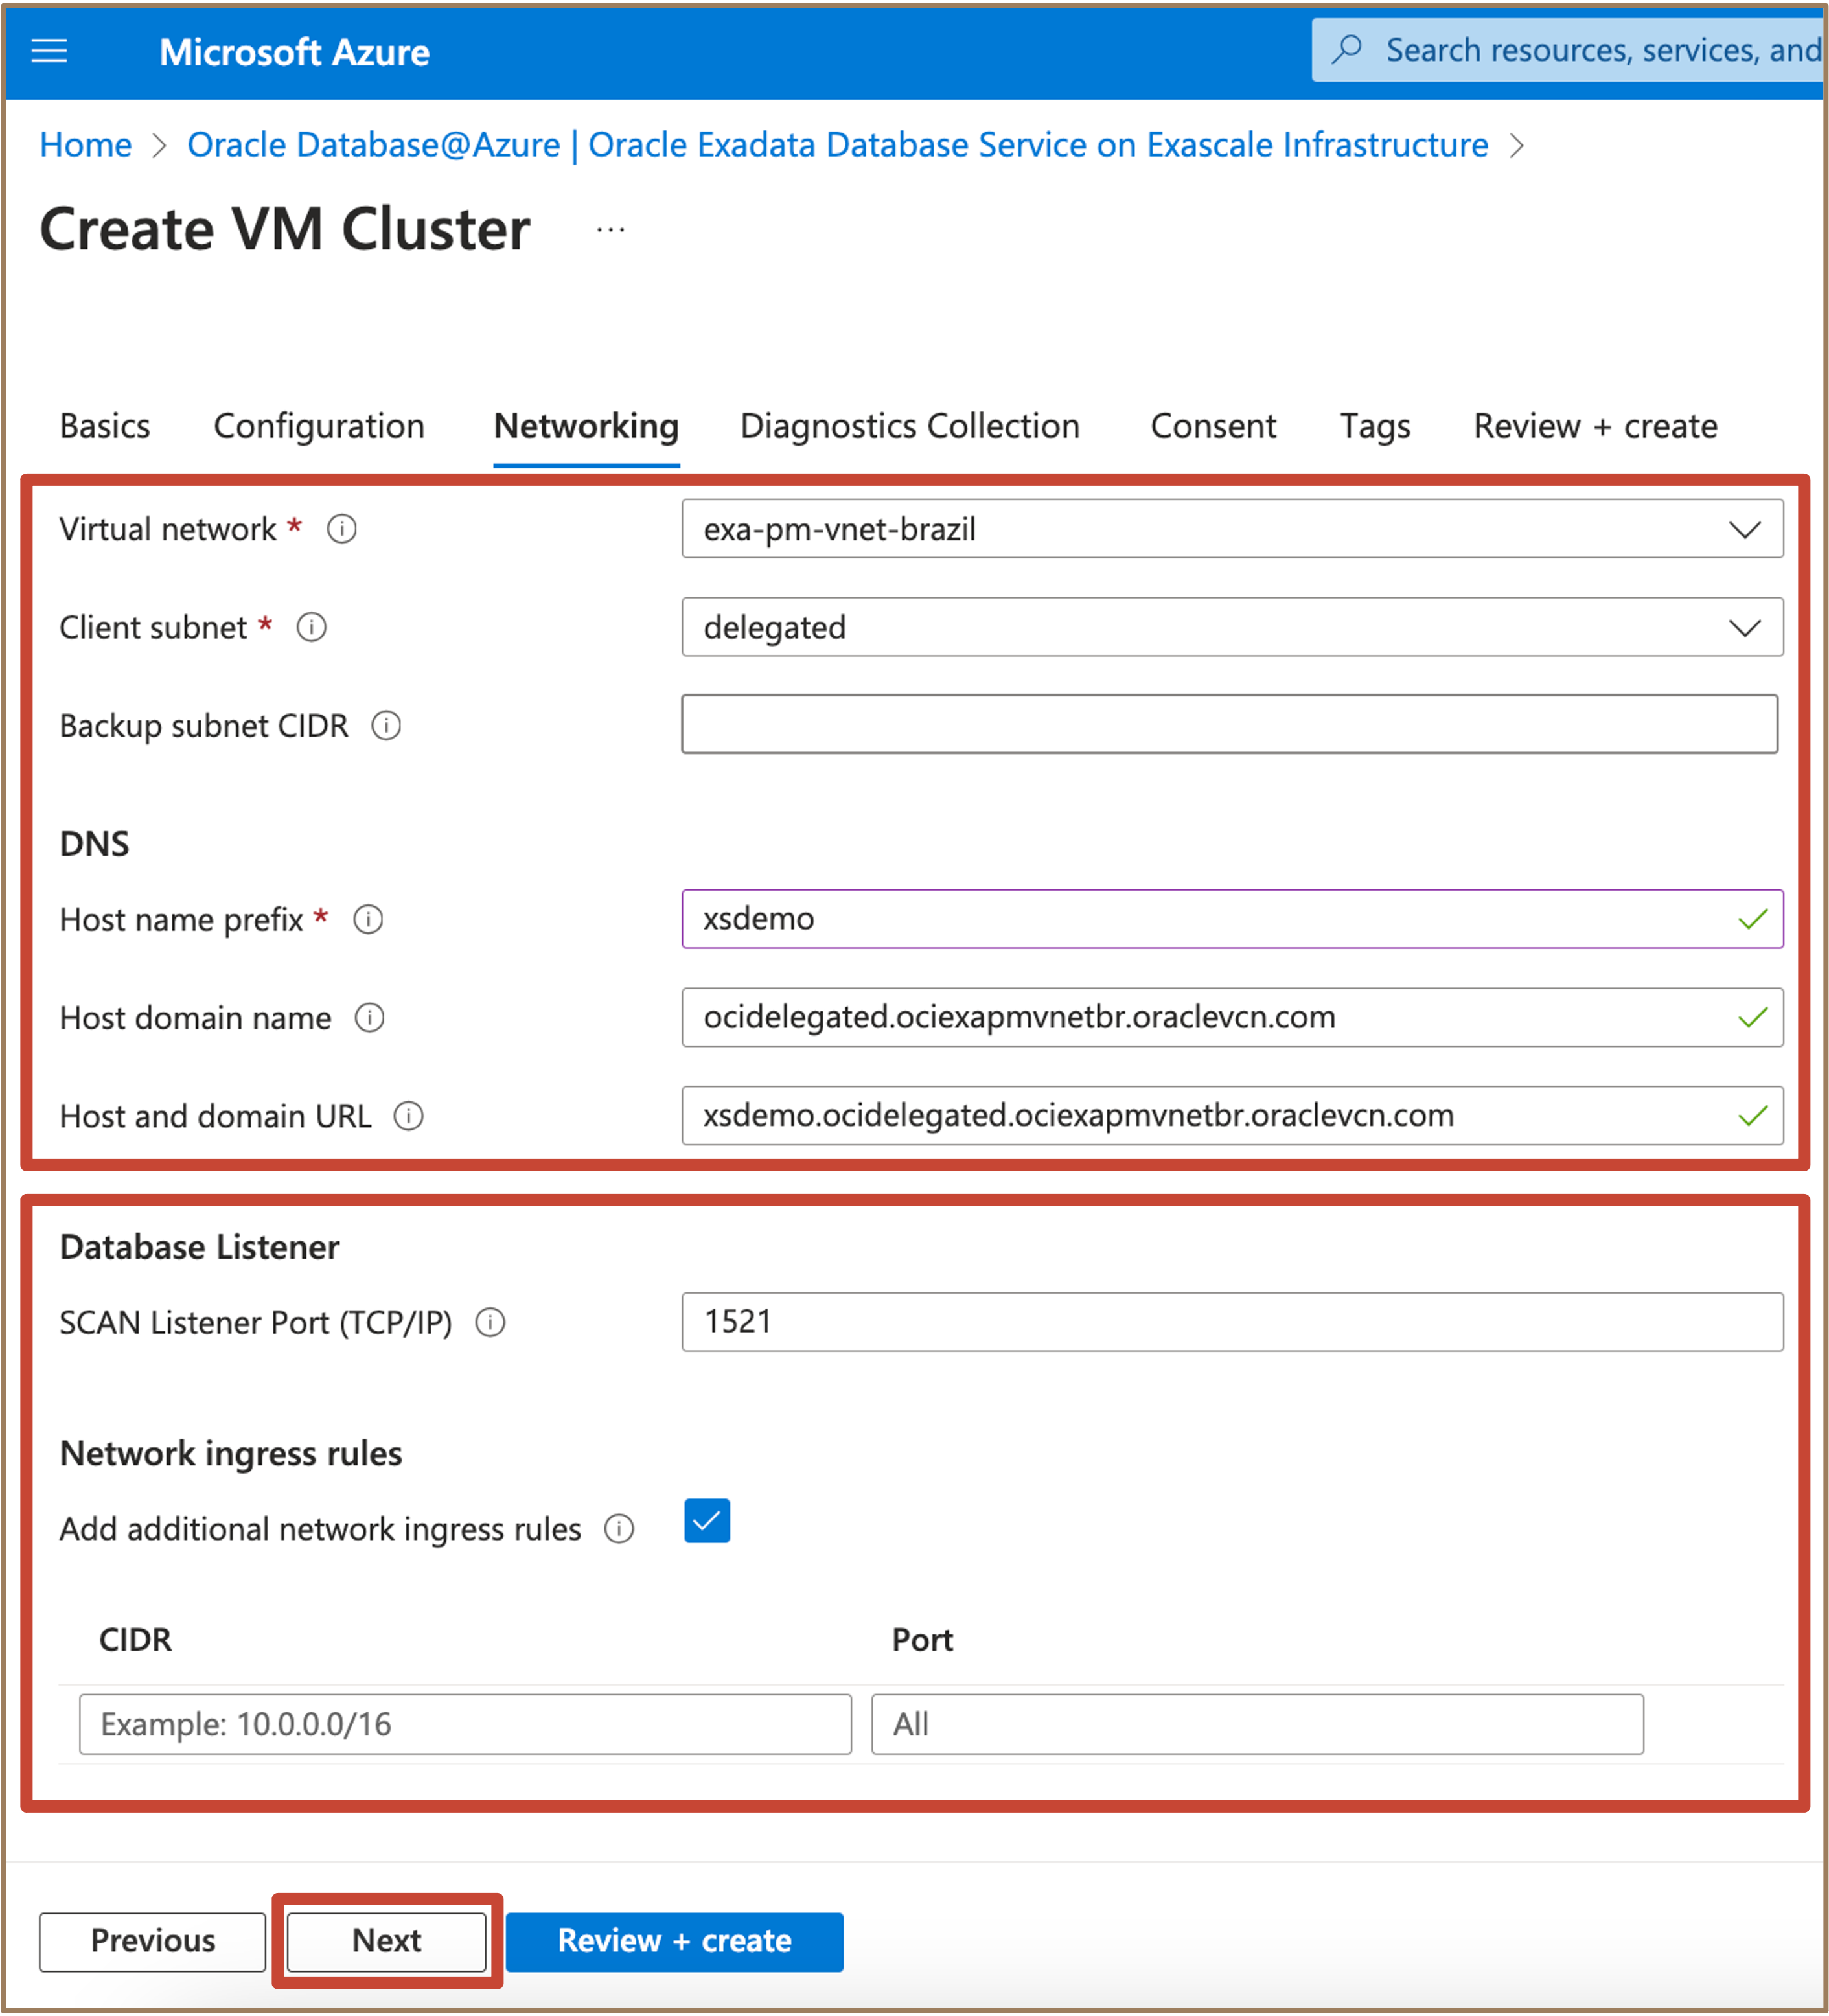 Microsoft Azure
Search resources, services, and
Home > Oracle Database@Azure | Oracle Exadata Database Service on Exascale Infrastructure >
Create VM Cluster ...
Basics Configuration Networking Diagnostics Collection Consent Tags Review + create
Virtual network * exa-pm-vnet-brazil
Client subnet * delegated
Backup subnet CIDR
DNS
Host name prefix * xsdemo
Host domain name ocidelegated.ociexapmvnetbr.oraclevcn.com
Host and domain URL xsdemo.ocidelegated.ociexapmvnetbr.oraclevcn.com
Database Listener
SCAN Listener Port (TCP/IP) 1521
Network ingress rules
Add additional network ingress rules
CIDR Port
Example: 10.0.0.0/16 All
Previous Next Review + create